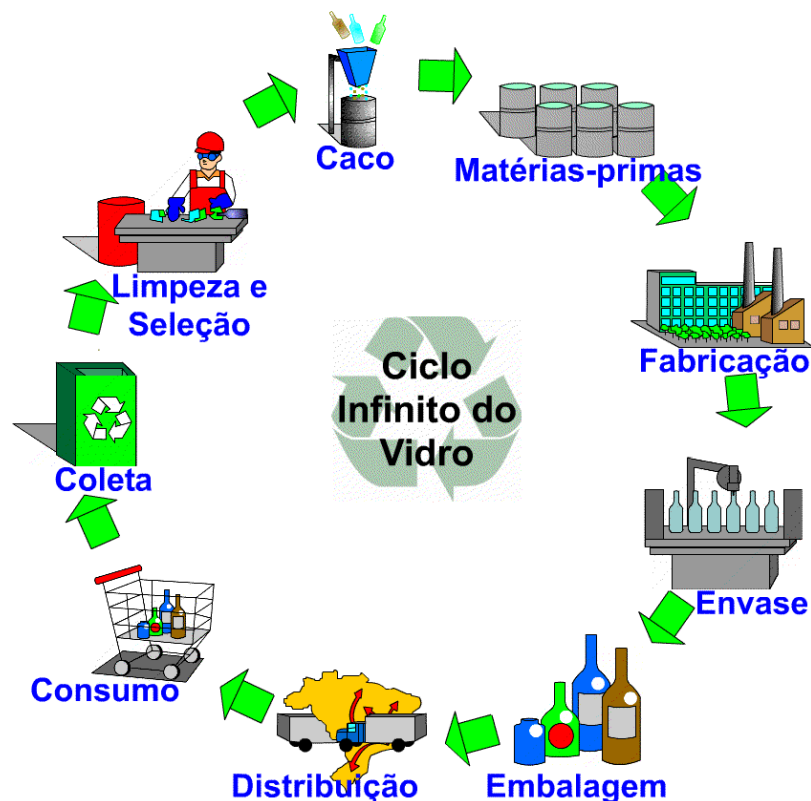 Caco
Matérias-primas
Limpeza e
Seleção
Fabricação
Ciclo
Infinito do
Vidro
Coleta
Envase
Consumo
Distribuição
Embalagem